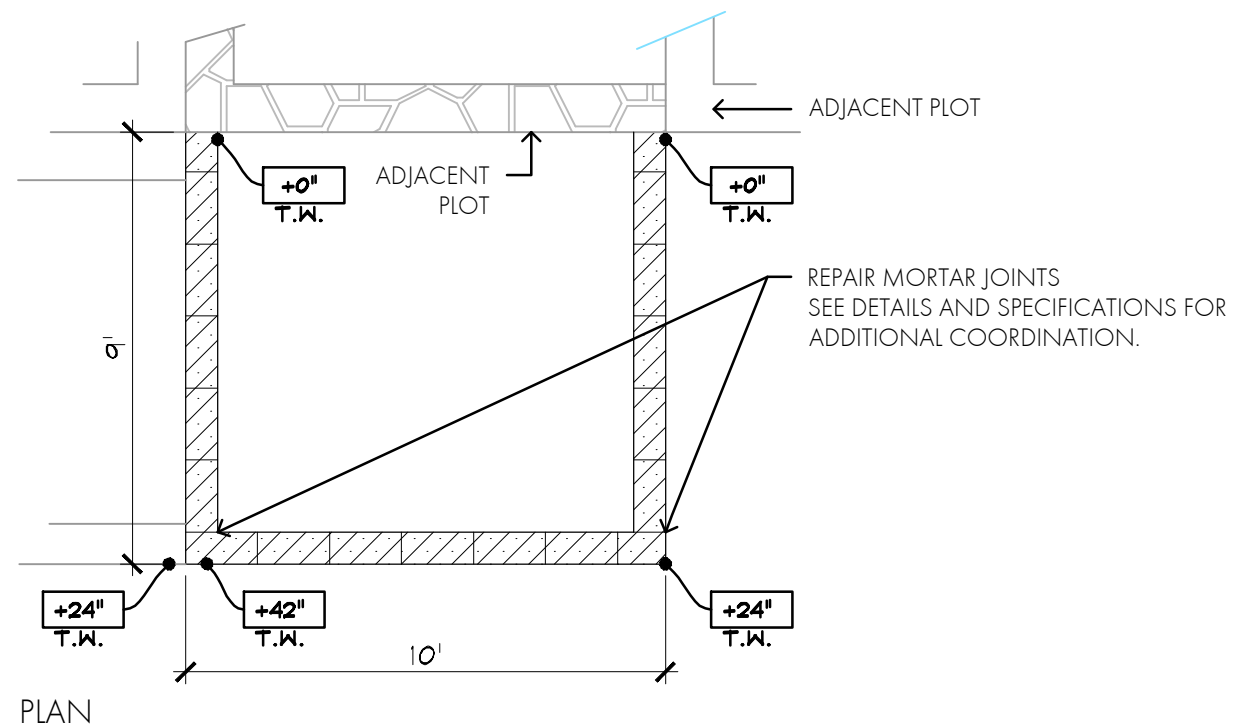 ADJACENT PLOT
+0"
T.W.
ADJACENT
PLOT
+0"
T.W.
REPAIR MORTAR JOINTS
SEE DETAILS AND SPECIFICATIONS FOR
ADDITIONAL COORDINATION.
9'
+24"
T.W.
+42"
T.W.
+24"
T.W.
10'
PLAN